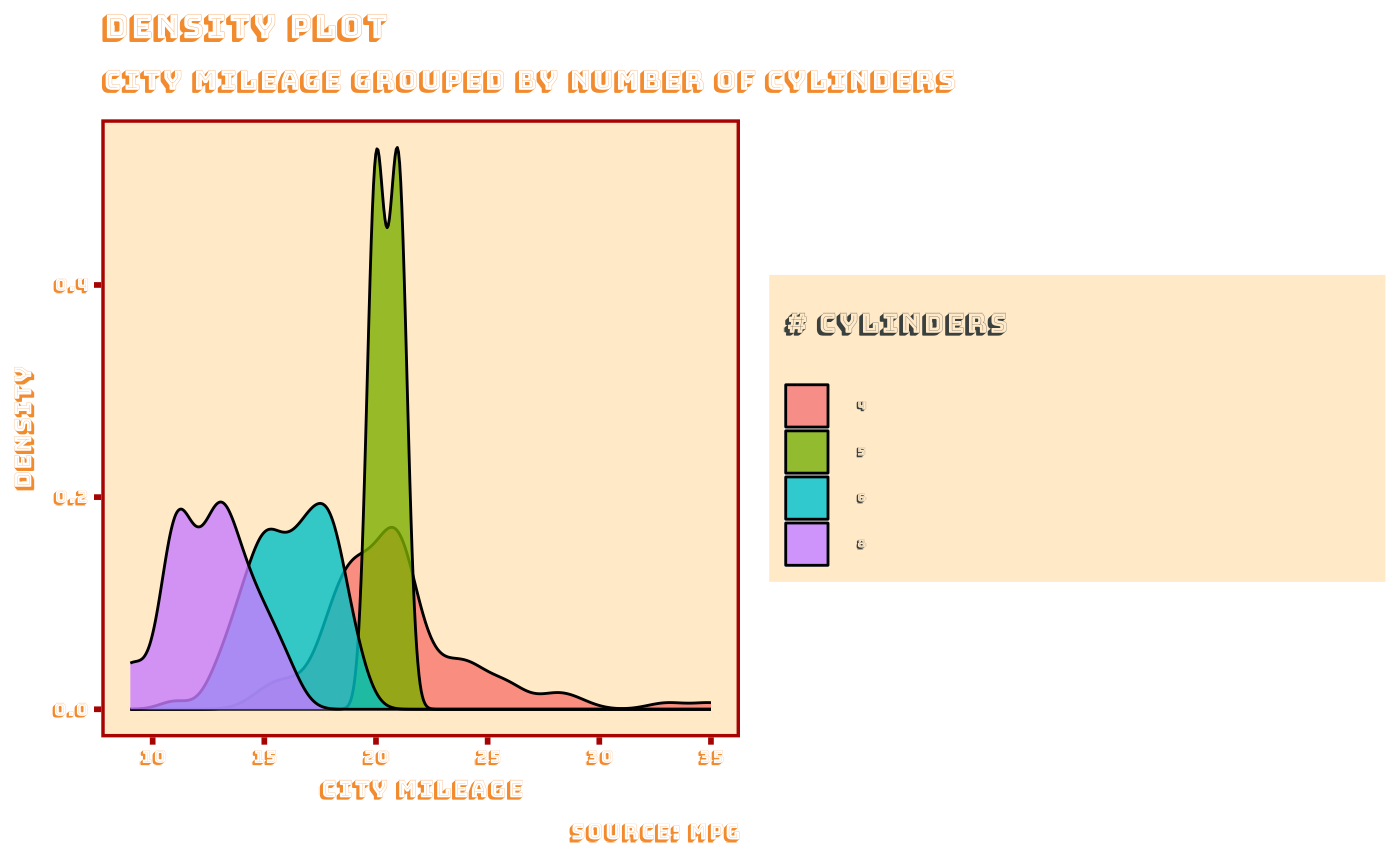 DENSITY PLOT
CITY MILEAGE GROUPED BY NUMBER OF CYLINDERS
DENSITY
0.4
0.2
0.0
10 15 20 25 30 35
CITY MILEAGE
SOURCE: MPG
# CYLINDERS
4
5
6
8